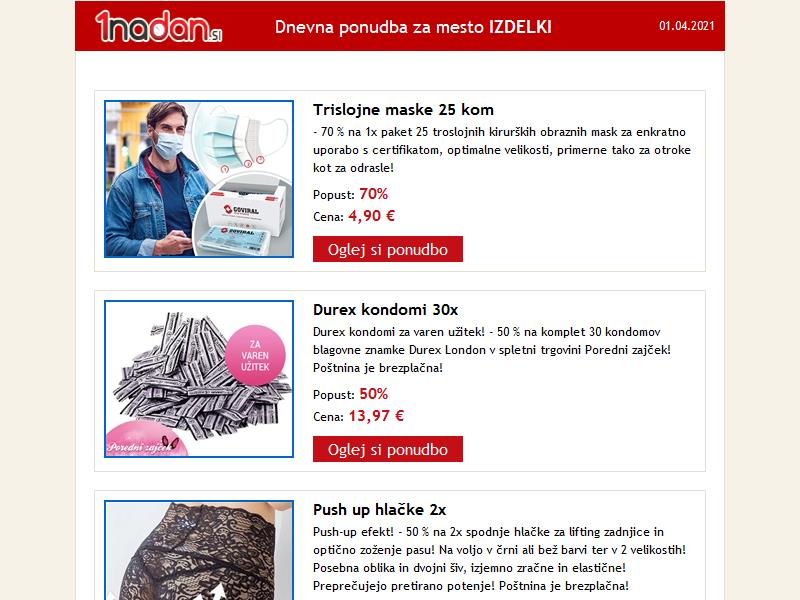 1nadan.si
Dnevna ponudba za mesto IZDELKI
01.04.2021
Trislojne maske 25 kom
- 70 % na 1x paket 25 troslojnih kirurških obraznih mask za enkratno
uporabo s certifikatom, optimalne velikosti, primerne tako za otroke
kot za odrasle!
Popust: 70%
Cena: 4,90 €
Oglej si ponudbo
GOVIRAL
GOVIRAL
Durex kondomi 30x
Durex kondomi za varen užitek! - 50 % na komplet 30 kondomov
blagovne znamke Durex London v spletni trgovini Poredni zajček!
Poštnina je brezplačna!
Popust: 50%
Cena: 13,97 €
Oglej si ponudbo
ZA
VAREN
UŽITEK
Poredni zajček
Push up hlačke 2x
Push-up efekt! - 50 % na 2x spodnje hlačke za lifting zadnjice in
optično zoženje pasu! Na voljo v črni ali bež barvi ter v 2 velikostih!
Posebna oblika in dvojni šiv, izjemno zračne in elastične!
Preprečujejo pretirano potenje! Poštnina je brezplačna!